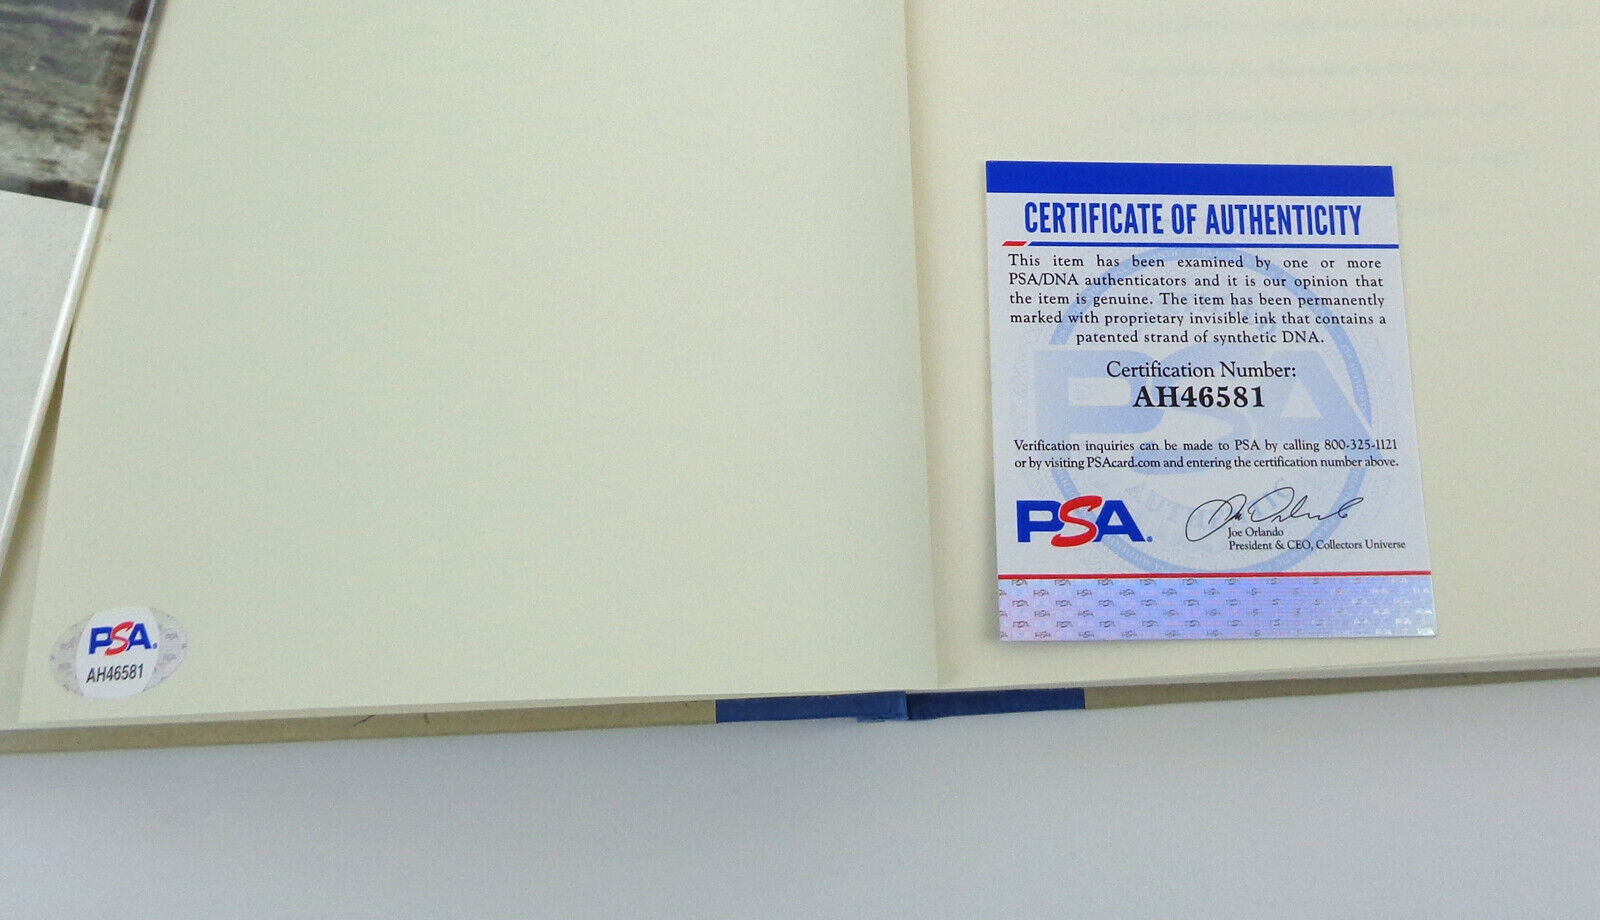 CERTIFICATE OF AUTHENTICITY
This item has been examined by one or more
PSA/DNA authenticators and it is our opinion that
the item is genuine. The item has been permanently
marked with proprietary invisible ink that contains a
patented strand of synthetic DNA.
Certification Number:
AH46581
Verification inquiries can be made to PSA by calling 800-325-1121
or by visiting PSAcard.com and entering the certification number above.
PSA
Joe Orlando
President & CEO, Collectors Universe
PSA
AH46581